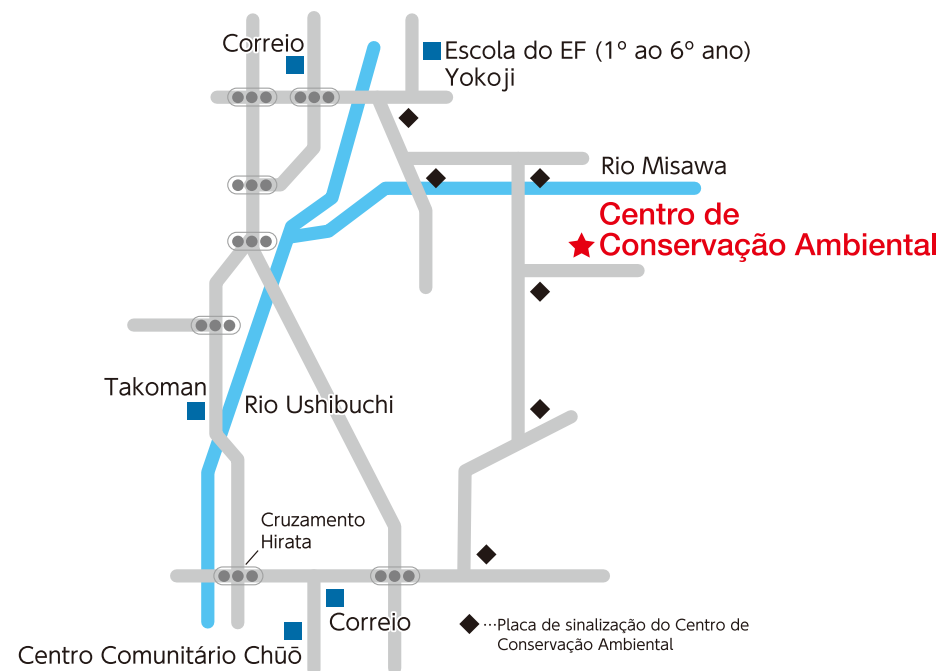 Correio
Escola do EF (1º ao 6º ano)
Yokoji
Rio Misawa
Centro de
Conservação Ambiental
Takoman
Rio Ushibuchi
Cruzamento
Hirata
Correio
Centro Comunitário Chūō
···Placa de sinalização do Centro de
Conservação Ambiental